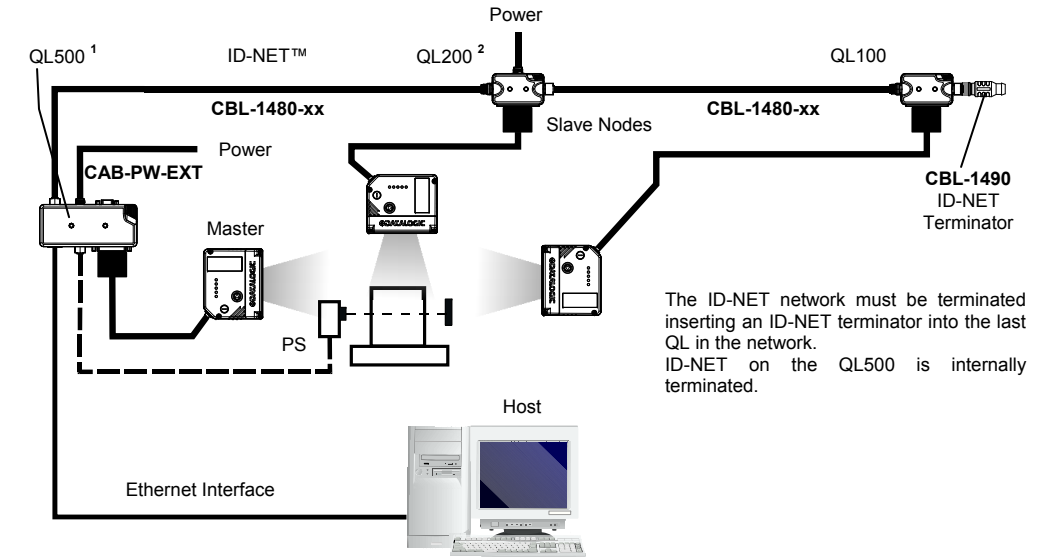 Power
QL500 1
ID-NET™
QL200 2
QL100
CBL-1480-xx
CBL-1480-xx
Slave Nodes
CAB-PW-EXT
Power
CBL-1490
ID-NET
Terminator
Master
DATALOGIC
DATALOGIC
DATALOGIC
PS
The ID-NET network must be terminated
inserting an ID-NET terminator into the last
QL in the network.
ID-NET on the QL500 is internally
terminated.
Host
Ethernet Interface